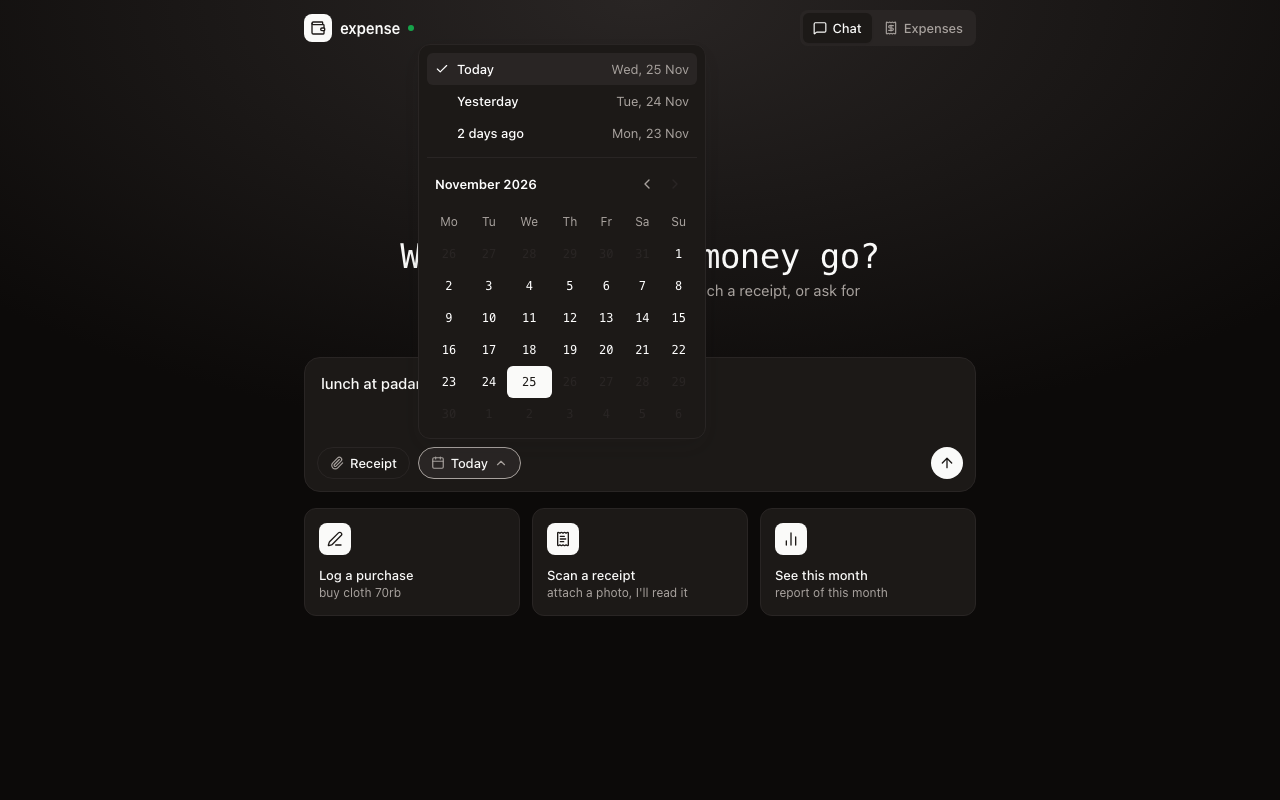 expense
Chat
Expenses
Today Wed, 25 Nov
Yesterday Tue, 24 Nov
2 days ago Mon, 23 Nov
November 2026
Mo Tu We Th Fr Sa Su
26 27 28 29 30 31 1
2 3 4 5 6 7 8
9 10 11 12 13 14 15
16 17 18 19 20 21 22
23 24 25 26 27 28 29
30 1 2 3 4 5 6
money go?
a receipt, or ask for
lunch at
Receipt
Today
Log a purchase
buy cloth 70rb
Scan a receipt
attach a photo, I'll read it
See this month
report of this month